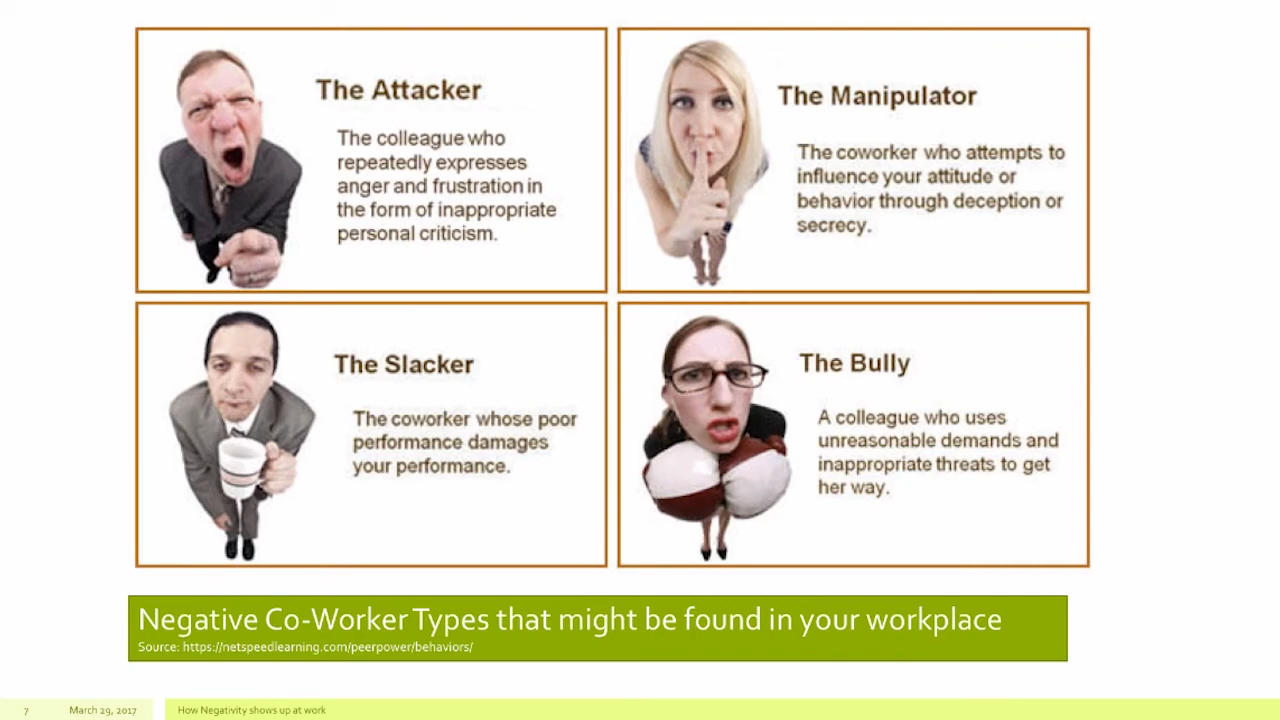 The Attacker
The colleague who
repeatedly expresses
anger and frustration in
the form of inappropriate
personal criticism.
The Manipulator
The coworker who attempts to
influence your attitude or
behavior through deception or
secrecy.
The Slacker
The coworker whose poor
performance damages
your performance.
The Bully
A colleague who uses
unreasonable demands and
inappropriate threats to get
her way.
Negative Co-Worker Types that might be found in your workplace
Source: https://netspeedlearning.com/peerpower/behaviors/
7 March 29, 2017 How Negativity shows up at work